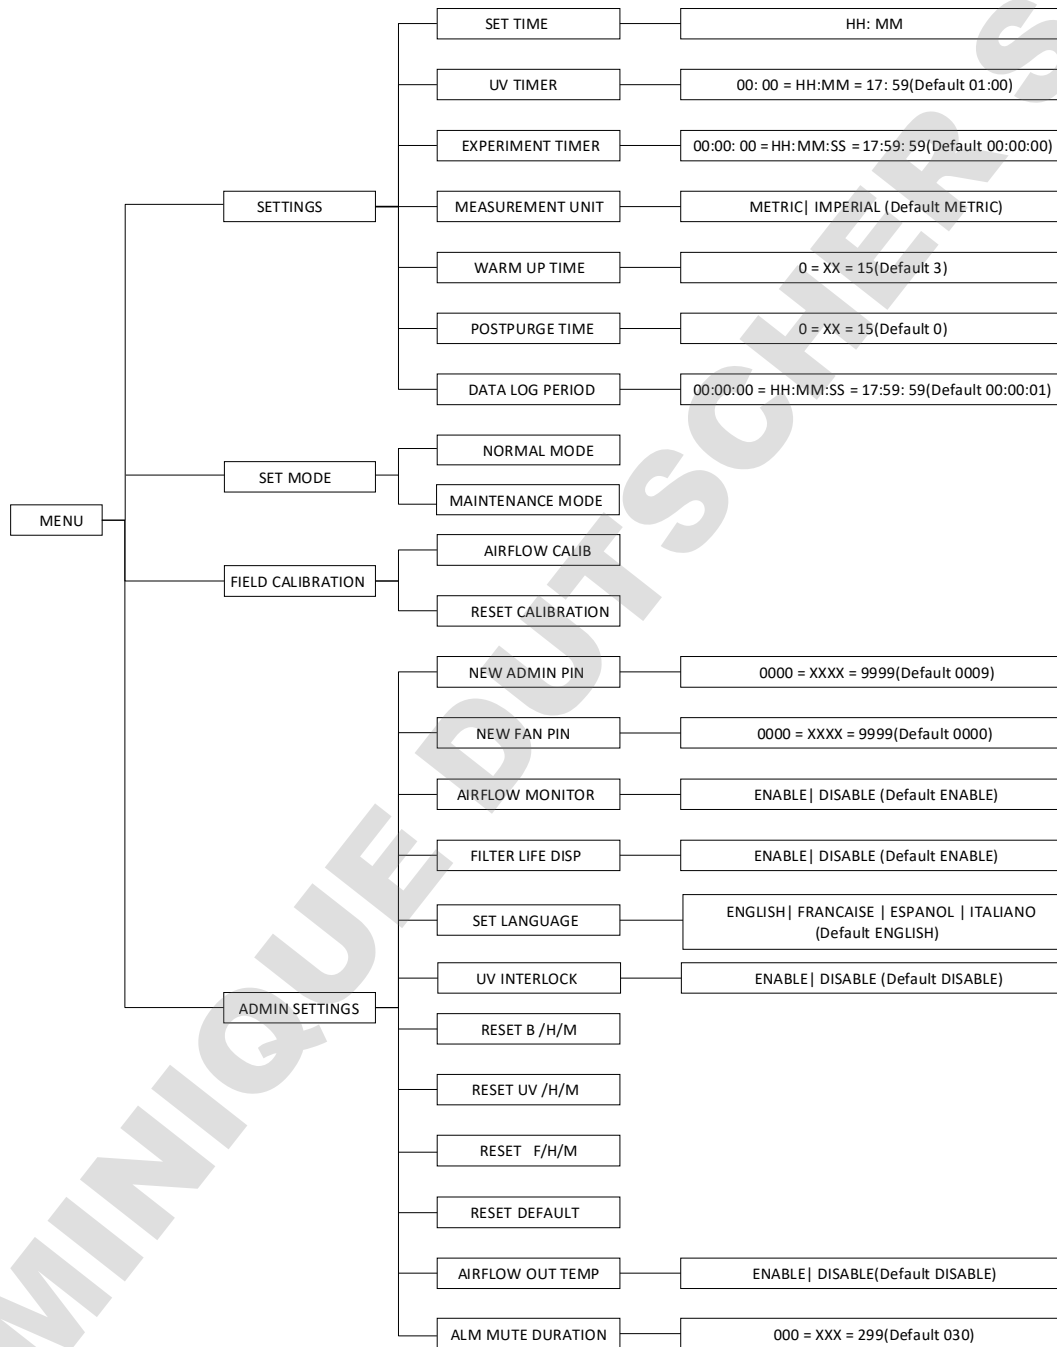 SET TIME
HH: MM
UV TIMER
00: 00 = HH:MM = 17: 59(Default 01:00)
EXPERIMENT TIMER
00:00: 00 = HH: MM:SS = 17:59: 59(Default 00:00:00)
SETTINGS
MEASUREMENT UNIT
METRIC| IMPERIAL (Default METRIC)
WARM UP TIME
0 = XX = 15(Default 3)
POSTPURGE TIME
0 = XX = 15(Default 0)
DATA LOG PERIOD
00:00:00 = HH:MM:SS = 17:59: 59(Default 00:00:01)
NORMAL MODE
SET MODE
MAINTENANCE MODE
MENU
AIRFLOW CALIB
FIELD CALIBRATION
RESET CALIBRATION
NEW ADMIN PIN
0000 = XXXX = 9999(Default 0009)
NEW FAN PIN
0000 = XXXX = 9999(Default 0000)
AIRFLOW MONITOR
ENABLE| DISABLE (Default ENABLE)
FILTER LIFE DISP
ENABLE| DISABLE (Default ENABLE)
SET LANGUAGE
ENGLISH| FRANCAISE | ESPANOL | ITALIANO
(Default ENGLISH)
UV INTERLOCK
ENABLE| DISABLE (Default DISABLE)
ADMIN SETTINGS
RESET B /H/M
RESET UV /H/M
RESET F/H/M
RESET DEFAULT
AIRFLOW OUT TEMP
ENABLE| DISABLE(Default DISABLE)
ALM MUTE DURATION
000 = XXX = 299(Default 030)
MINIQUE DUTSCHER S